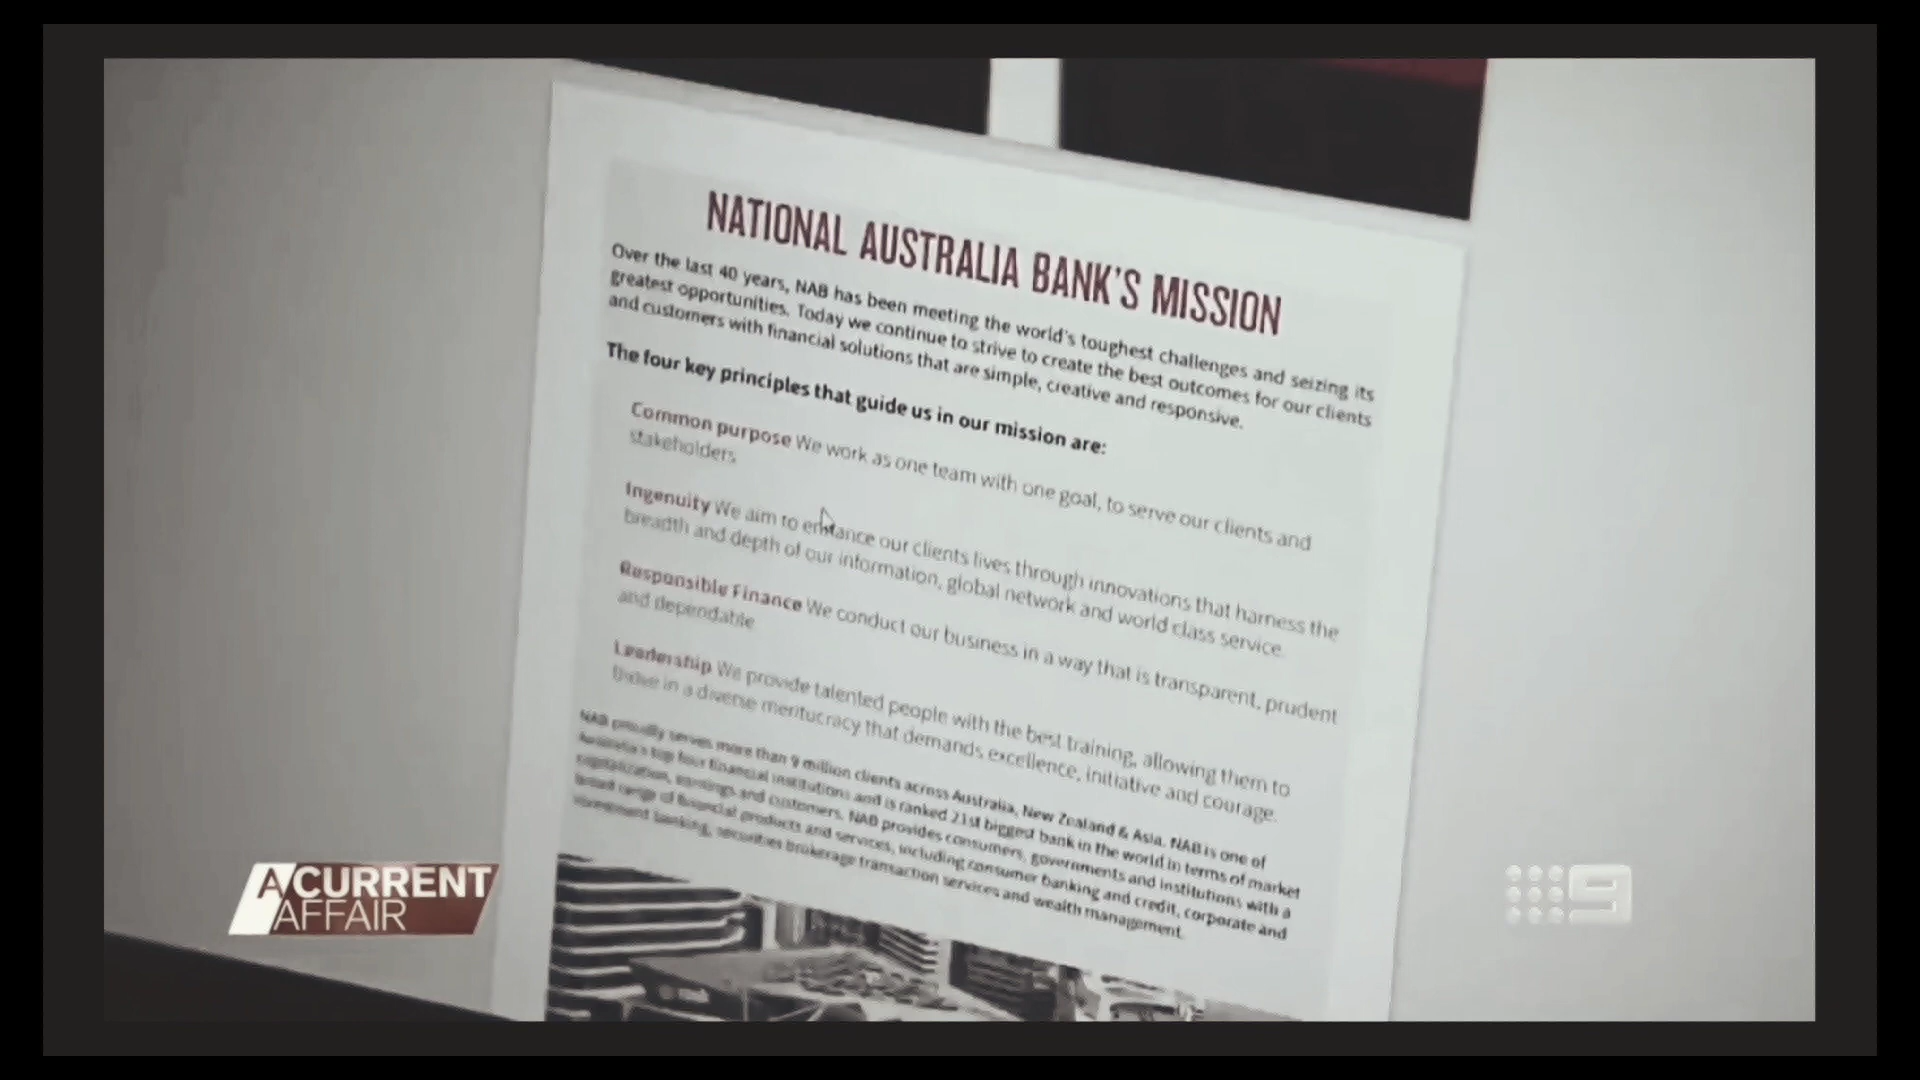 NATIONAL AUSTRALIA BANK'S MISSION
Over the last 40 years, NAB has been meeting the world's toughest challenges and seizing its
greatest opportunities. Today we continue to strive to create the best outcomes for our clients
and customers with financial solutions that are simple, creative and responsive.
The four key principles that guide us in our mission are:
Common purpose We work as one team with one goal, to serve our clients and
stakeholders
Ingenuity We aim to enhance our clients lives through innovations that harness the
breadth and depth of our information, global network and world class service.
Responsible Finance We conduct our business in a way that is transparent, prudent
and dependable
Leadership We provide talented people with the best training, allowing them to
thrive in a diverse meritucracy that demands excellence, initiative and courage.
NAB proudly serves more than 9 million clients across Australia, New Zealand & Asia. NAB is one of
Australia's top four financial institutions and is ranked 21st biggest bank in the world in terms of market
capitalization, earnings and customers. NAB provides consumers, governments and institutions with a
broad range of financial products and services, including consumer banking and credit, corporate and
investment banking, securities brokerage transaction services and wealth management.
A CURRENT
AFFAIR
9